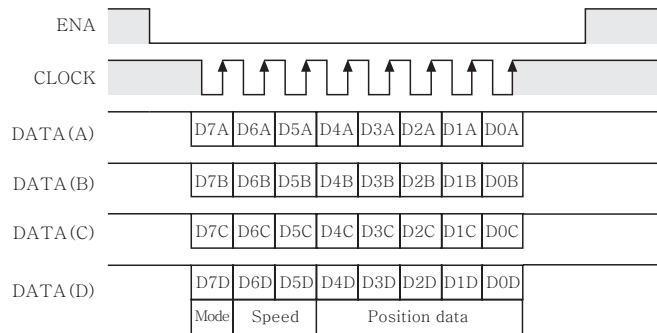 ENA
CLOCK
DATA(A) D7A D6A D5A D4A D3A D2A D1A D0A
DATA(B) D7B D6B D5B D4B D3B D2B D1B D0B
DATA(C) D7C D6C D5C D4C D3C D2C D1C D0C
DATA(D) D7D D6D D5D D4D D3D D2D D1D D0D
Mode Speed Position data